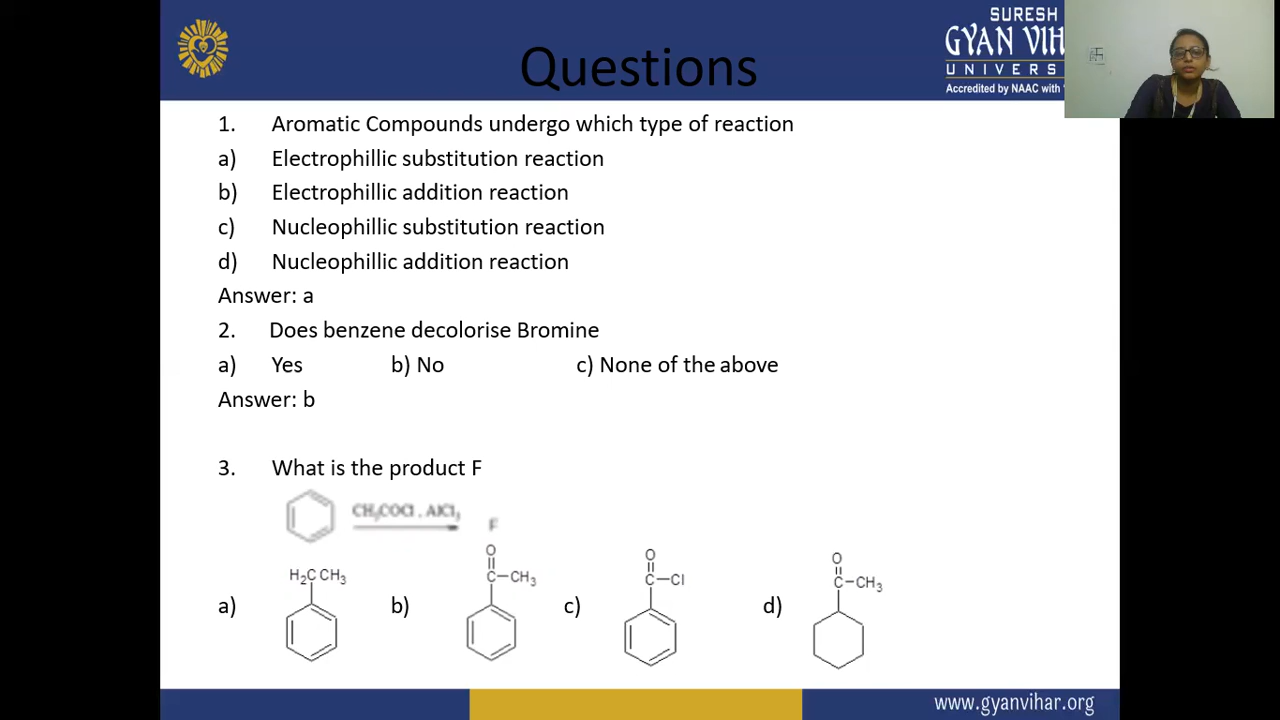 SURESH
GYAN VIH
UNIVERS
Accredited by NAAC with
Questions
1. Aromatic Compounds undergo which type of reaction
a) Electrophillic substitution reaction
b) Electrophillic addition reaction
c) Nucleophillic substitution reaction
d) Nucleophillic addition reaction
Answer: a
2. Does benzene decolorise Bromine
a) Yes b) No c) None of the above
Answer: b
3. What is the product F
CH₃COCl , AlCl₃
F
O O O
C–CH₃ C–Cl C–CH₃
H₂C CH₃
a) b) c) d)
www.gyanvihar.org